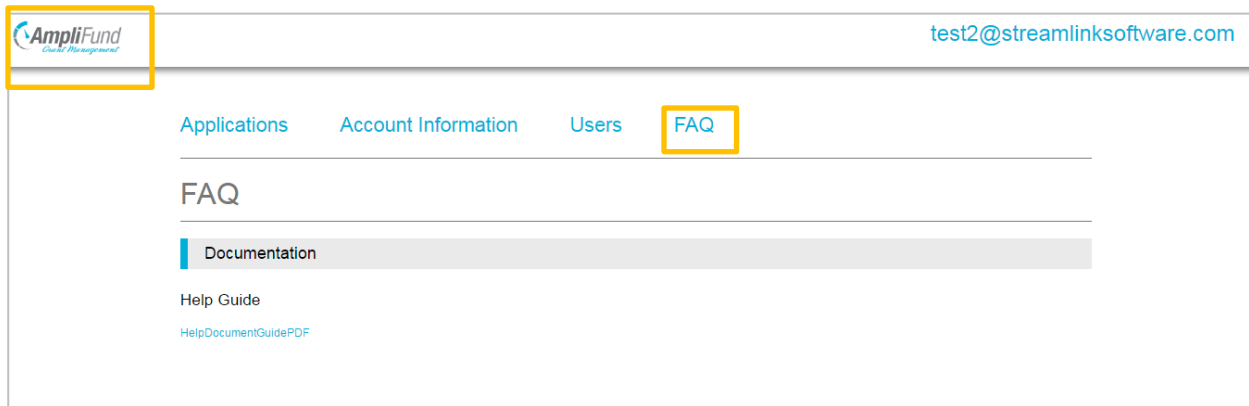 AmpliFund
Grant Management
test2@streamlinksoftware.com
Applications Account Information Users FAQ
FAQ
Documentation
Help Guide
HelpDocumentGuidePDF